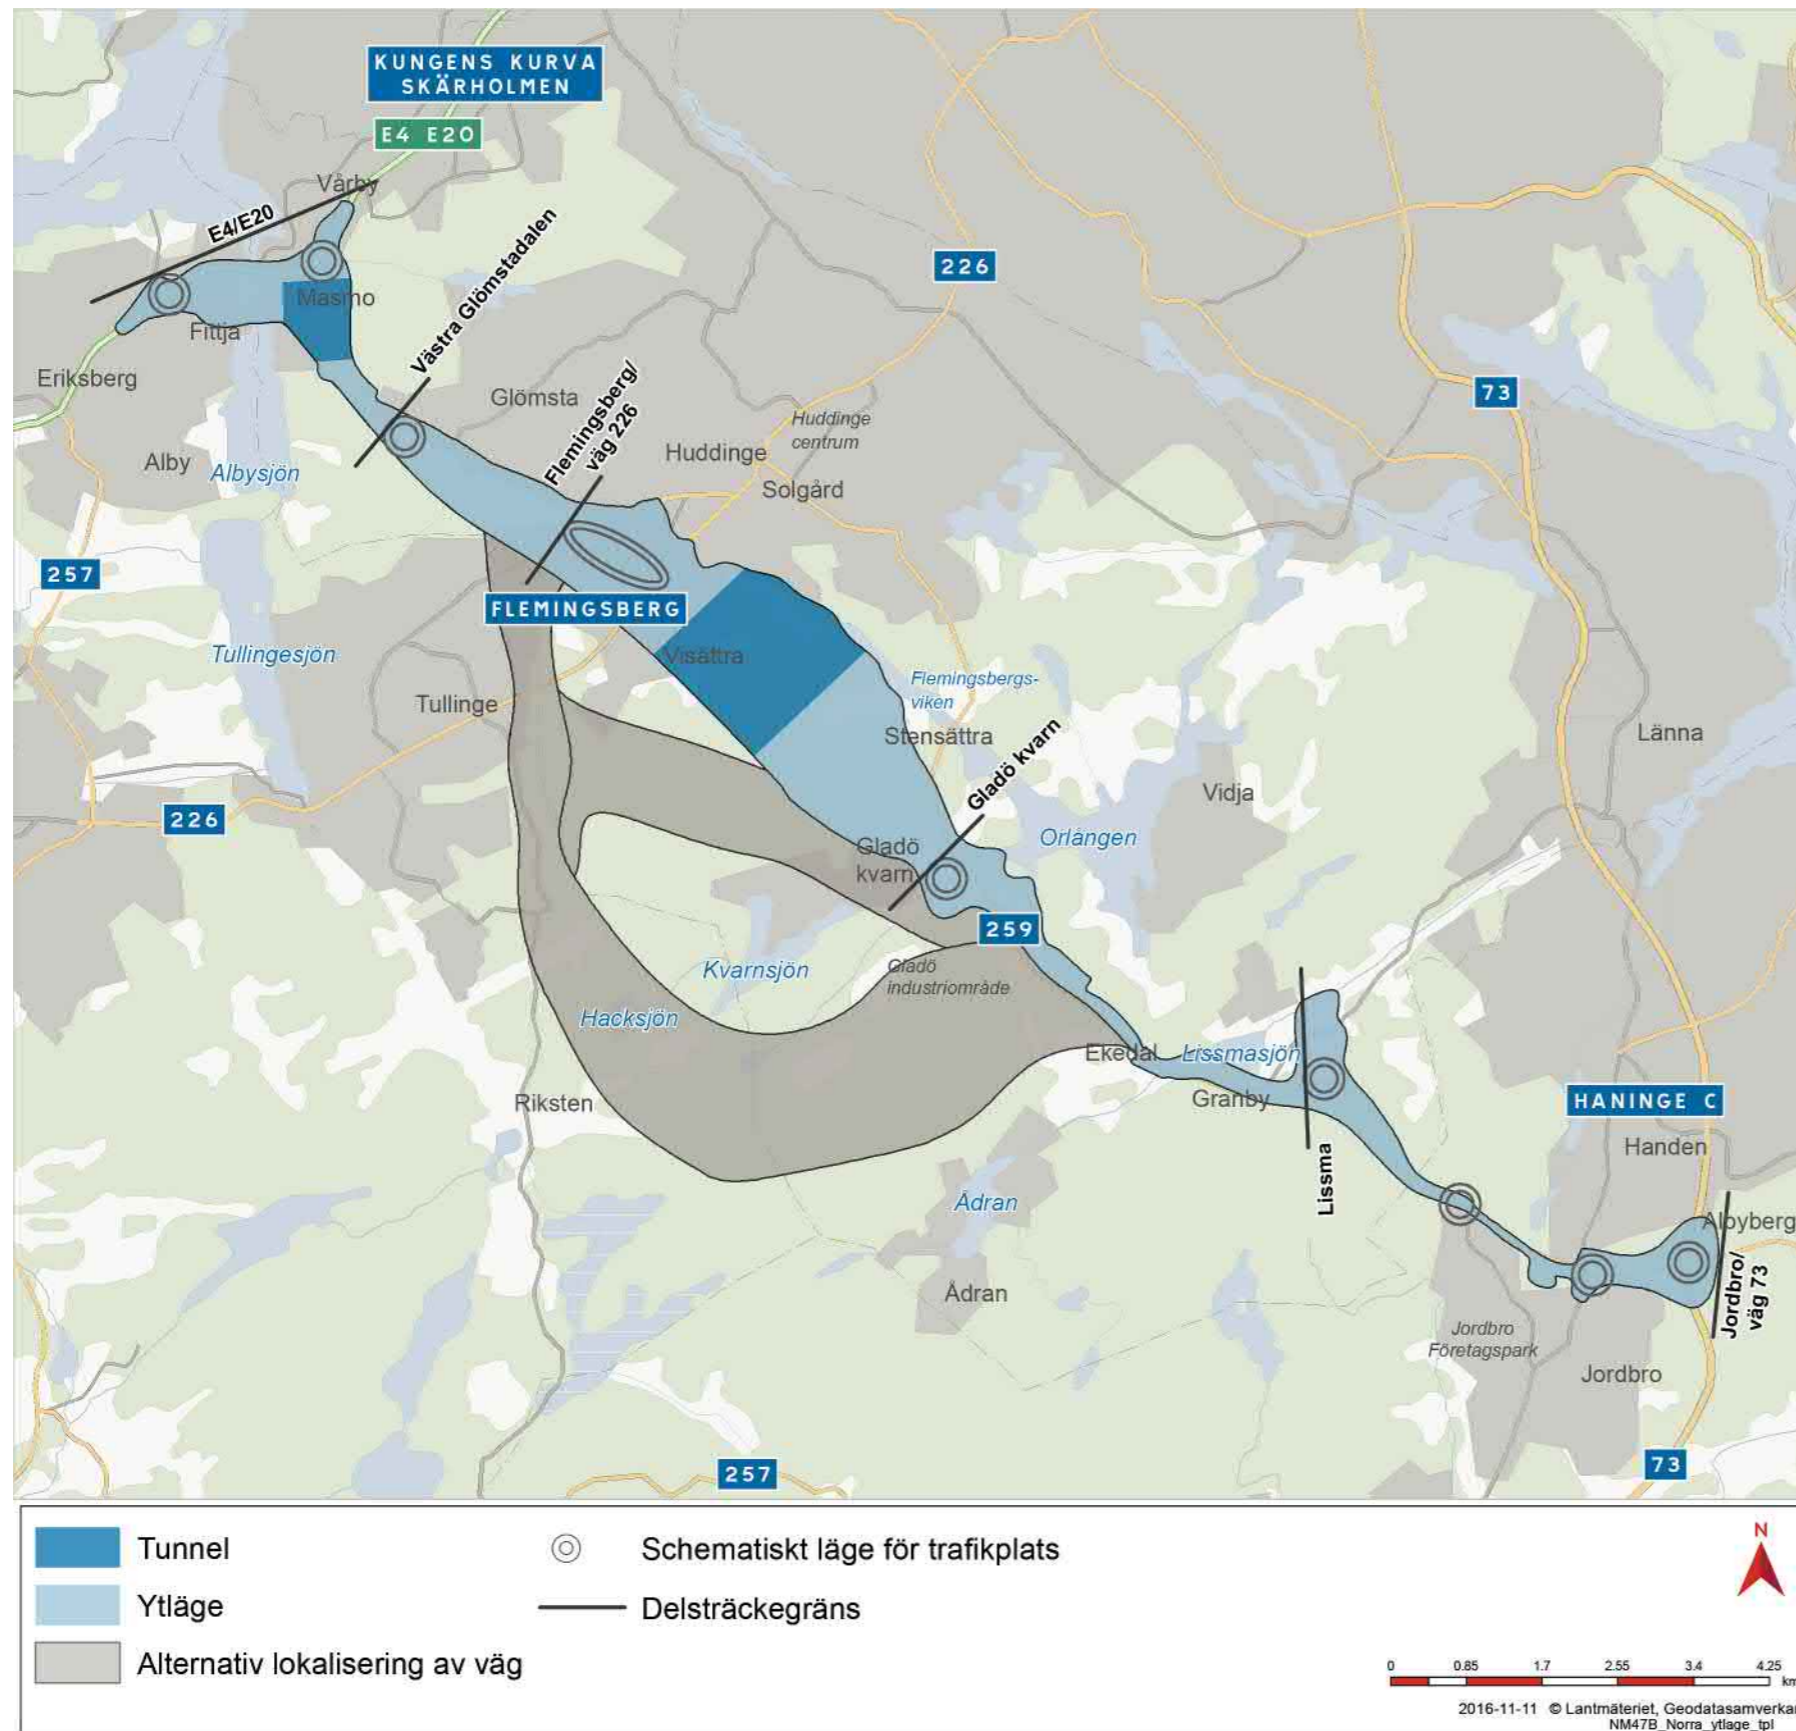 KUNGENS KURVA
SKÄRHOLMEN
E4 E20
Vårby
E4/E20
Västra Glömstadalen
226
Masmo
Fittja
Eriksberg
Glömsta
Flemingsberg/
väg 226
73
Huddinge
centrum
Huddinge
Alby
Albysjön
Solgård
257
FLEMINGSBERG
Tullingesjön
Visättra
Flemingsbergs-
viken
Tullinge
Stensättra
Länna
Gladö kvarn
Vidja
226
Orlången
Gladö
kvarn
259
Kvarnsjön
Gladö
industriområde
Hacksjön
Ekedal
Lissmasjön
Granby
Riksten
HANINGE C
Handen
Lissma
Ådran
Albyberg
Jordbro/
väg 73
Ådran
Jordbro
Företagspark
Jordbro
257
73
Tunnel
Schematiskt läge för trafikplats
Ytläge
Delsträckegräns
Alternativ lokalisering av väg
N
0 0.85 1.7 2.55 3.4 4.25
km
2016-11-11 © Lantmäteriet, Geodatasamverkan
NM47B_Norra_ytlage_tpl